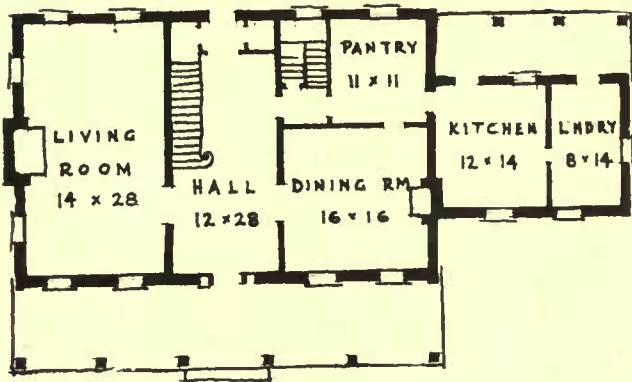 PANTRY
11 × 11
LIVING
ROOM
14 × 28
HALL
12 × 28
DINING RM
16 × 16
KITCHEN
12 × 14
LNDRY
8 × 14